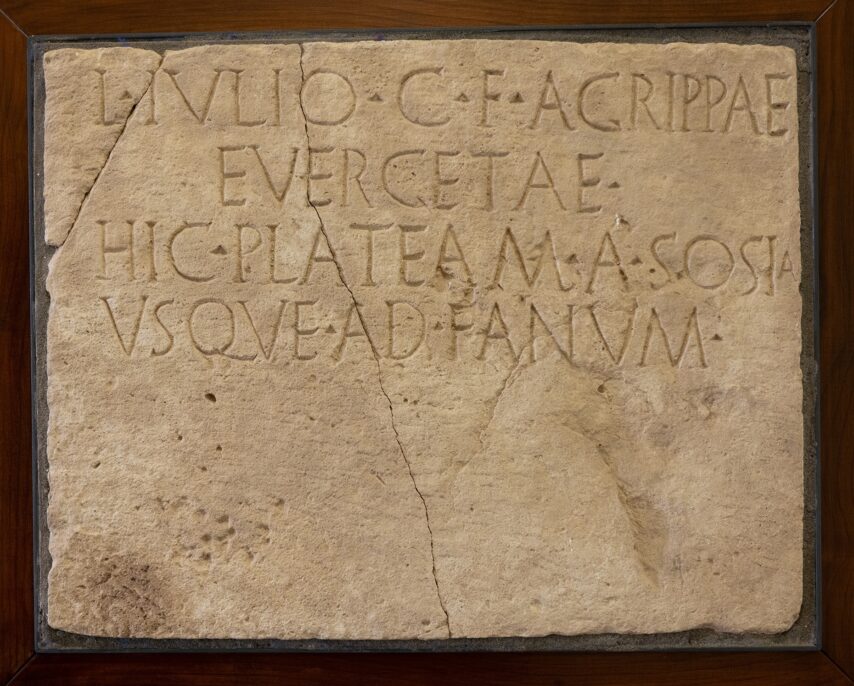 L·IVLIO·C·F·AGRIPPAE
EVERGETAE·
HIC·PLATEAM·A·SOSIA
VSQVE·AD·FANVM·